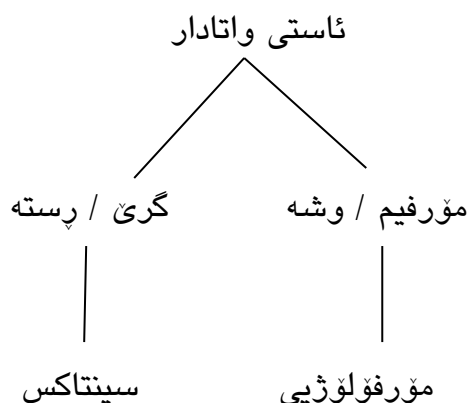 ئاستی واتادار
مۆرفیم / وشە
گرێ / ڕستە
مۆرفۆلۆژیی
سینتاکس